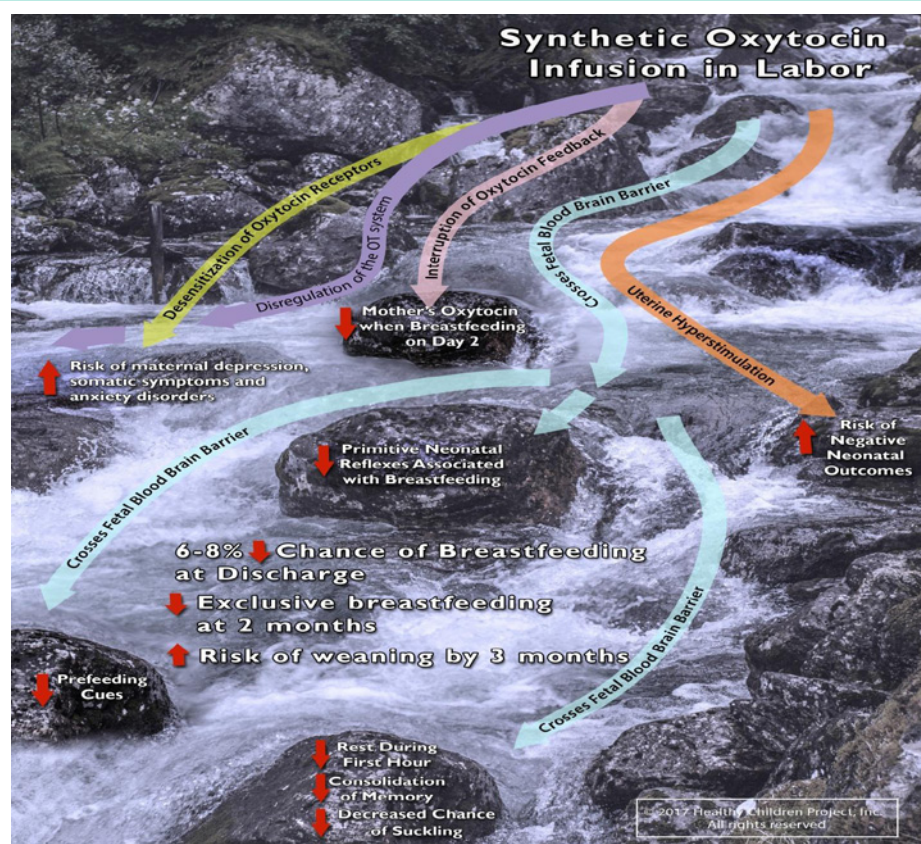 Synthetic Oxytocin
Infusion in Labor
Desensitization of Oxytocin Receptors
Disregulation of the OT system
Interruption of Oxytocin Feedback
Crosses Fetal Blood Brain Barrier
Uterine Hyperstimulation
Mother's Oxytocin
when Breastfeeding
on Day 2
Risk of maternal depression,
somatic symptoms and
anxiety disorders
Risk of
Negative
Neonatal
Outcomes
Crosses Fetal Blood Brain Barrier
Primitive Neonatal
Reflexes Associated
with Breastfeeding
6-8% Chance of Breastfeeding
at Discharge
Exclusive breastfeeding
at 2 months
Risk of weaning by 3 months
Crosses Fetal Blood Brain Barrier
Prefeeding
Cues
Rest During
First Hour
Consolidation
of Memory
Decreased Chance
of Suckling
© 2017 Healthy Children Project, Inc.
All rights reserved